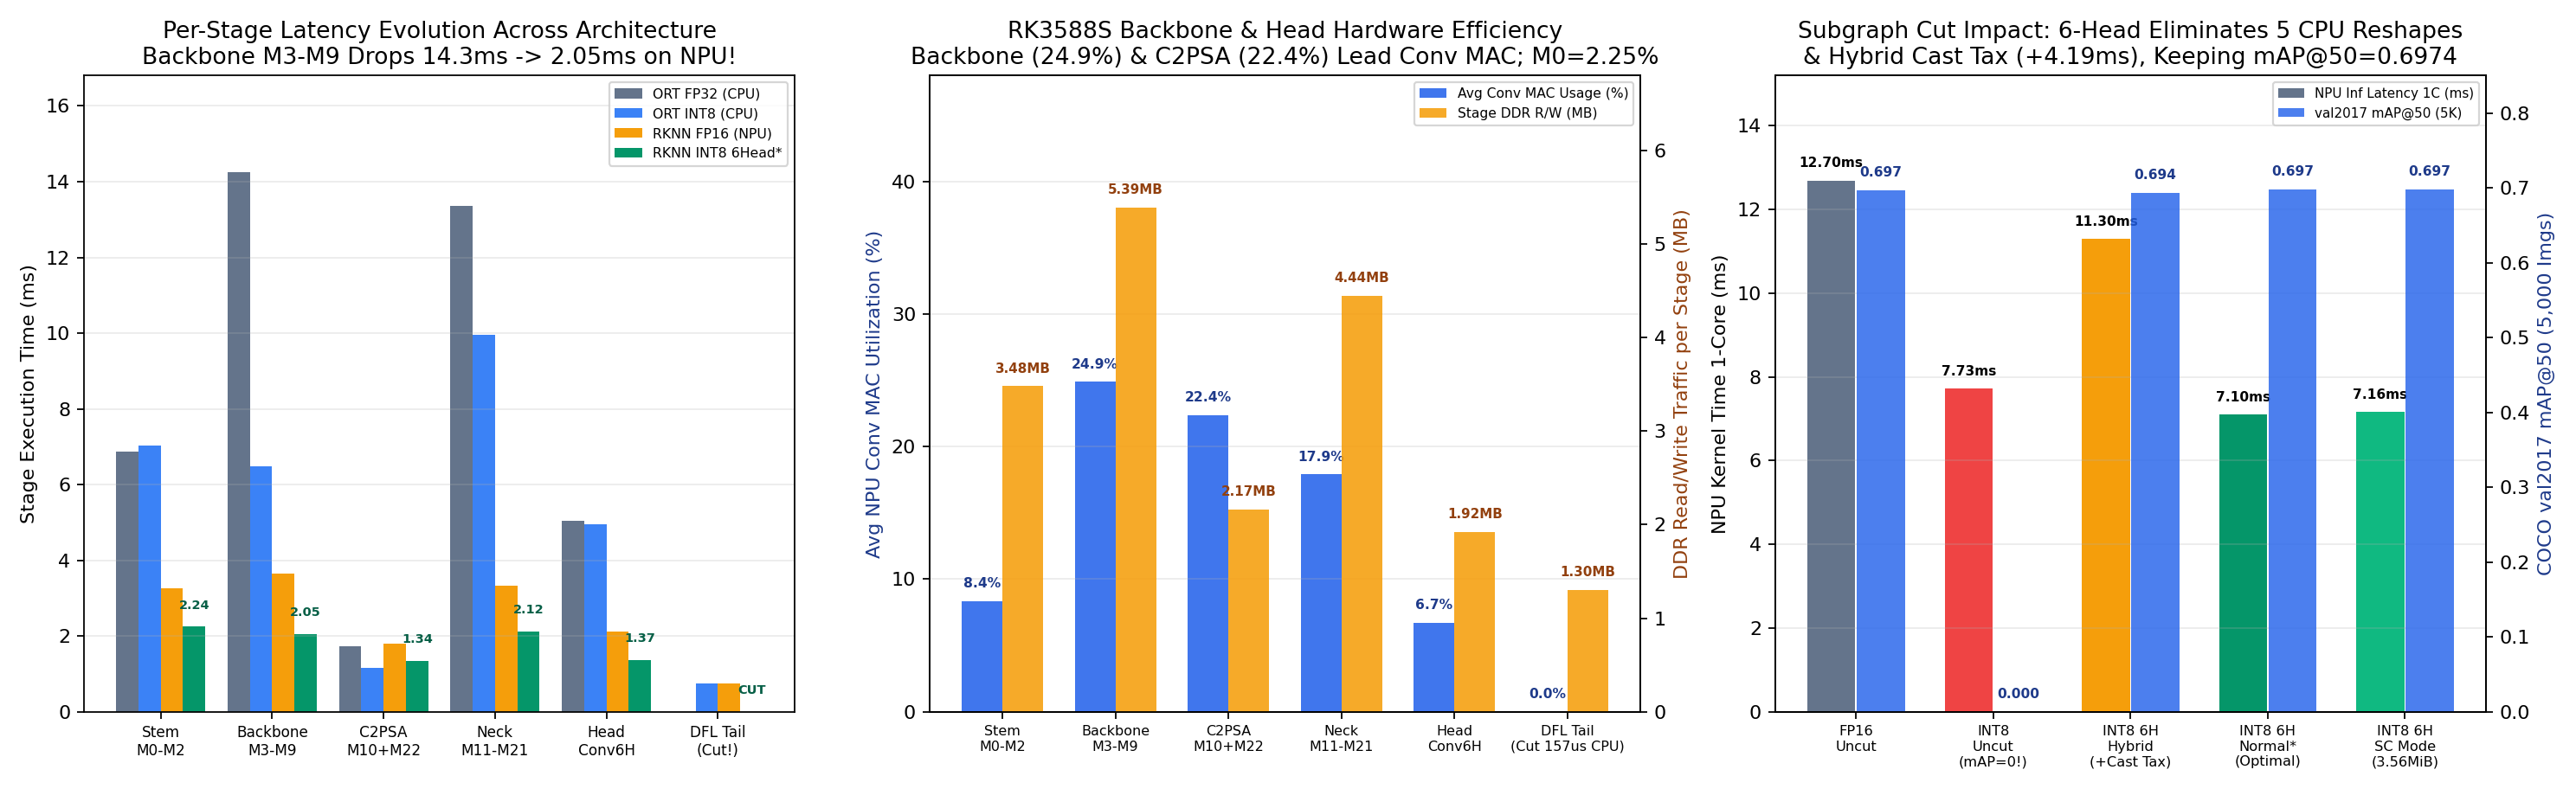 Per-Stage Latency Evolution Across Architecture
Backbone M3-M9 Drops 14.3ms -> 2.05ms on NPU!
Stage Execution Time (ms)
16
14
12
10
8
6
4
2
0
ORT FP32 (CPU)
ORT INT8 (CPU)
RKNN FP16 (NPU)
RKNN INT8 6Head*
2.24
2.05
1.34
2.12
1.37
CUT
Stem
M0-M2
Backbone
M3-M9
C2PSA
M10+M22
Neck
M11-M21
Head
Conv6H
DFL Tail
(Cut!)
RK3588S Backbone & Head Hardware Efficiency
Backbone (24.9%) & C2PSA (22.4%) Lead Conv MAC; M0=2.25%
Avg NPU Conv MAC Utilization (%)
40
30
20
10
0
Avg Conv MAC Usage (%)
Stage DDR R/W (MB)
8.4%
3.48MB
24.9%
5.39MB
22.4%
2.17MB
17.9%
4.44MB
6.7%
1.92MB
0.0%
1.30MB
6
5
4
3
2
1
0
DDR Read/Write Traffic per Stage (MB)
Stem
M0-M2
Backbone
M3-M9
C2PSA
M10+M22
Neck
M11-M21
Head
Conv6H
DFL Tail
(Cut 157us CPU)
Subgraph Cut Impact: 6-Head Eliminates 5 CPU Reshapes
& Hybrid Cast Tax (+4.19ms), Keeping mAP@50=0.6974
NPU Kernel Time 1-Core (ms)
14
12
10
8
6
4
2
0
NPU Inf Latency 1C (ms)
val2017 mAP@50 (5K)
12.70ms
0.697
7.73ms
0.000
11.30ms
0.694
7.10ms
0.697
7.16ms
0.697
0.8
0.7
0.6
0.5
0.4
0.3
0.2
0.1
0.0
COCO val2017 mAP@50 (5,000 Imgs)
FP16
Uncut
INT8
Uncut
(mAP=0!)
INT8 6H
Hybrid
(+Cast Tax)
INT8 6H
Normal*
(Optimal)
INT8 6H
SC Mode
(3.56MiB)